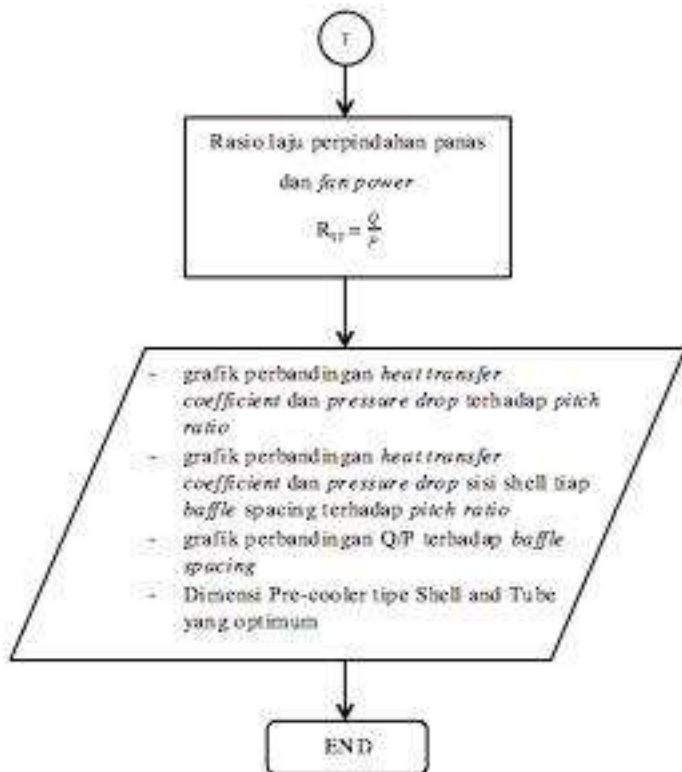 T
Rasio laju perpindahan panas
dan fan power
R = Q/P
- grafik perbandingan heat transfer
coefficient dan pressure drop terhadap pitch
ratio
- grafik perbandingan heat transfer
coefficient dan pressure drop sisi shell tiap
baffle spacing terhadap pitch ratio
- grafik perbandingan Q/P terhadap baffle
spacing
- Dimensi Pre-cooler tipe Shell and Tube
yang optimum
END